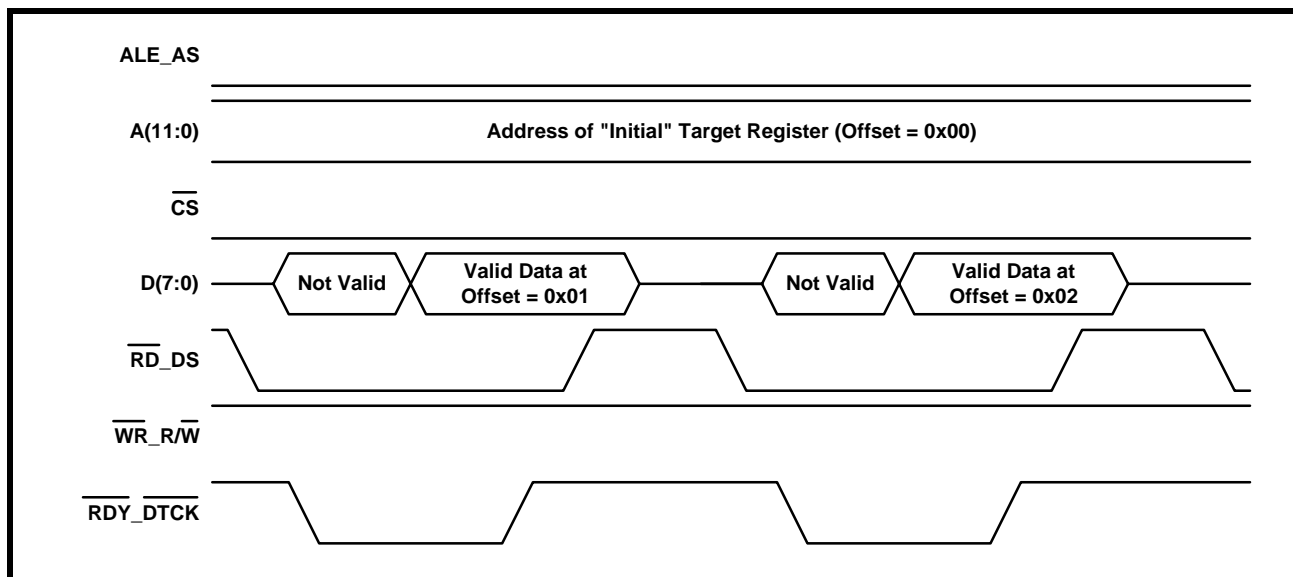 ALE_AS
A(11:0)
Address of "Initial" Target Register (Offset = 0x00)
CS
D(7:0)
Not Valid
Valid Data at
Offset = 0x01
Not Valid
Valid Data at
Offset = 0x02
RD_DS
WR_R/W
RDY_DTCK